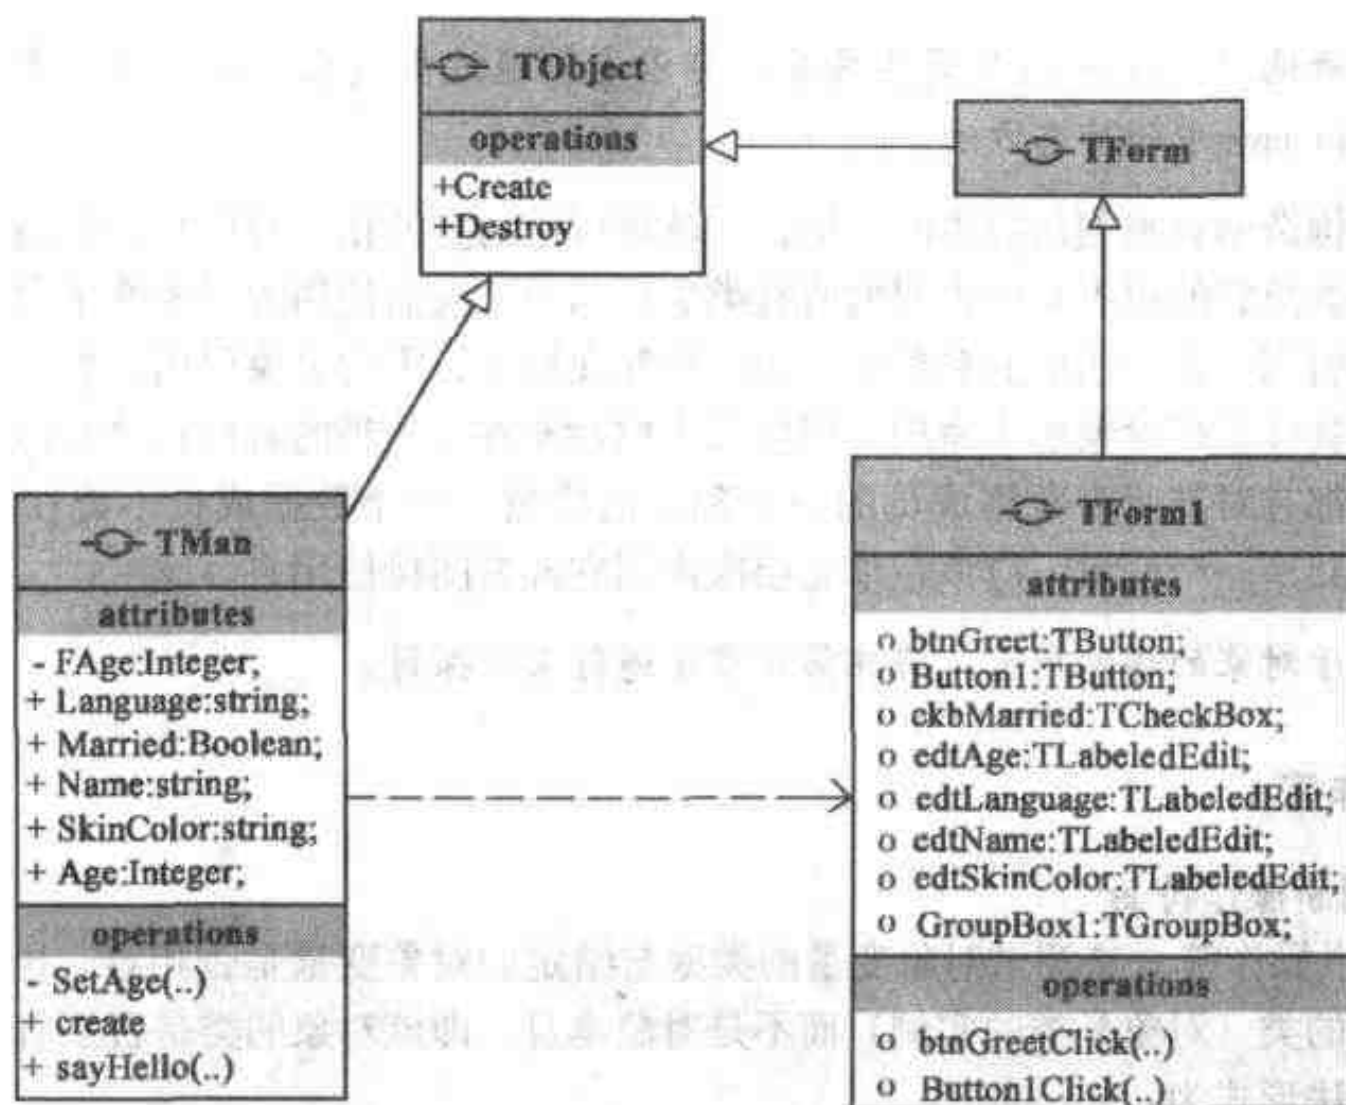 TObject
operations
+Create
+Destroy
TForm
TMan
attributes
- FAge:Integer;
+ Language:string;
+ Married:Boolean;
+ Name:string;
+ SkinColor:string;
+ Age:Integer;
operations
- SetAge(..)
+ create
+ sayHello(..)
TForm1
attributes
o btnGreet:TButton;
o Button1:TButton;
o ckbMarried:TCheckBox;
o edtAge:TLabeledEdit;
o edtLanguage:TLabeledEdit;
o edtName:TLabeledEdit;
o edtSkinColor:TLabeledEdit;
o GroupBox1:TGroupBox;
operations
o btnGreetClick(..)
o Button1Click(..)